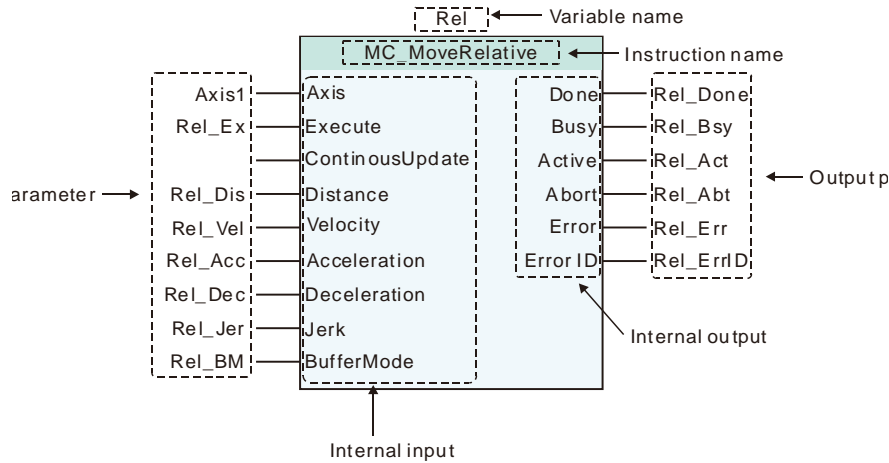 Rel
Variable name
MC_MoveRelative
Instruction name
Axis1 Axis Done Rel_Done
Rel_Ex Execute Busy Rel_Bsy
ContinousUpdate Active Rel_Act
arameter Rel_Dis Distance Abort Rel_Abt Output p
Rel_Vel Velocity Error Rel_Err
Rel_Acc Acceleration Error ID Rel_ErrID
Rel_Dec Deceleration
Rel_Jer Jerk Internal output
Rel_BM BufferMode
Internal input